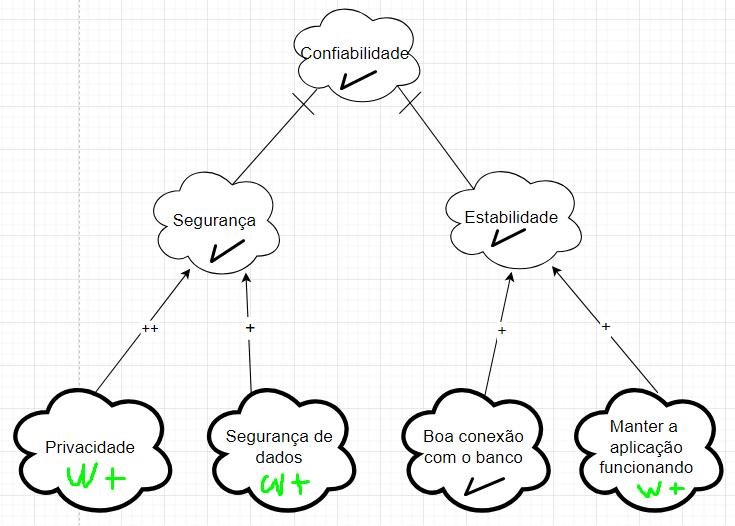 Confiabilidade
Segurança
Estabilidade
++
+
+
+
Privacidade
W+
Segurança de
dados
W+
Boa conexão
com o banco
Manter a
aplicação
funcionando
W+